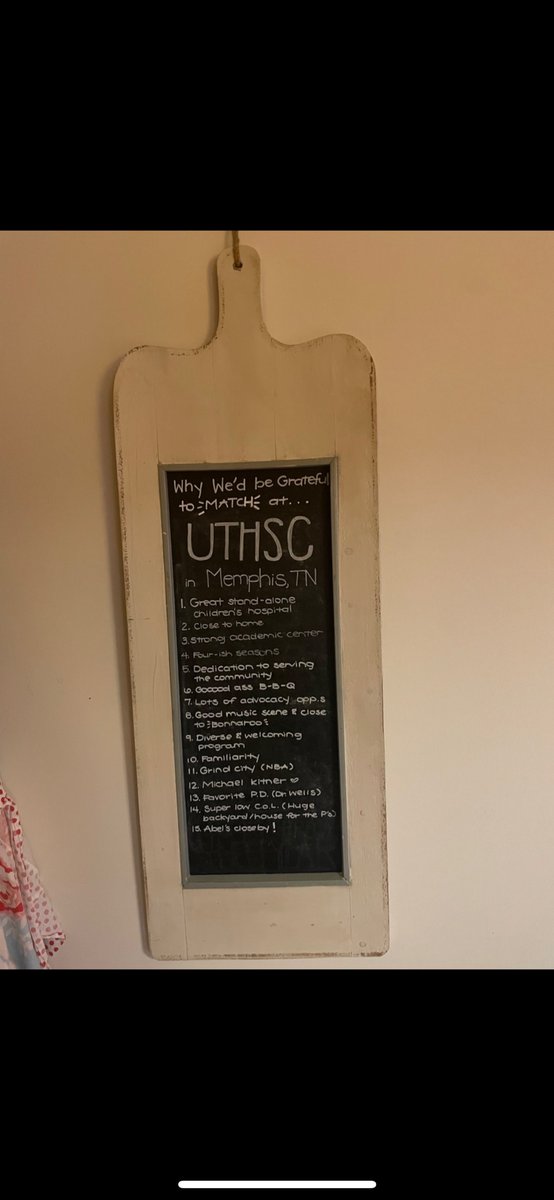 Why We'd be Grateful
to MATCH at...
UTHSC
in Memphis, TN
1. Great stand-alone
children's hospital
2. Close to home
3. Strong academic center
4. Four-ish seasons
5. Dedication to serving
the community
6. Gooood ass B-B-Q
7. Lots of advocacy opp.s
8. Good music scene & close
to Bonnaroo
9. Diverse & welcoming
program
10. Familiarity
11. Grind city (NBA)
12. Michael Kitner ♡
13. Favorite P.D. (Dr. Wells)
14. Super low C.o.L. (Huge
backyard/house for the P's)
15. Abel's closeby!